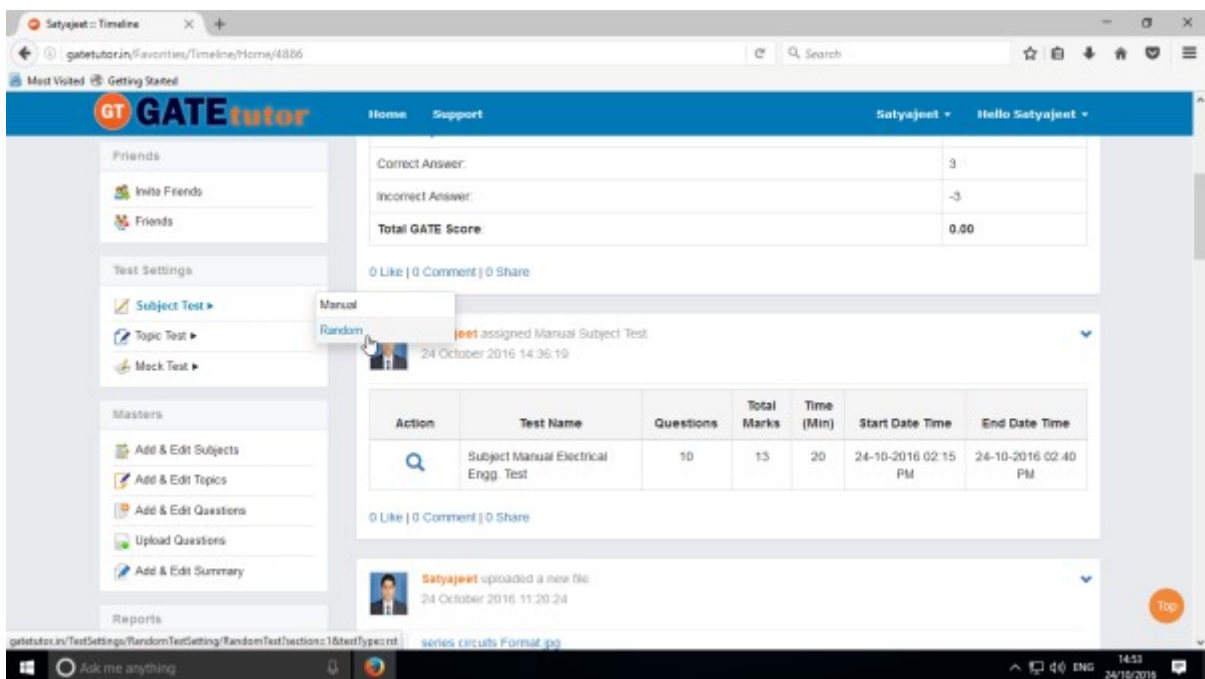 Satyajeet :: Timeline
gatetutor.in/Favorities/Timeline/Home/4886
Search
Most Visited Getting Started
GT GATEtutor Home Support Satyajeet Hello Satyajeet
Friends
Invite Friends
Friends
Test Settings
Subject Test
Topic Test
Mock Test
Masters
Add & Edit Subjects
Add & Edit Topics
Add & Edit Questions
Upload Questions
Add & Edit Summary
Reports
Manual
Random
Correct Answer: 3
Incorrect Answer: -3
Total GATE Score: 0.00
0 Like | 0 Comment | 0 Share
jeet assigned Manual Subject Test.
24 October 2016 14:36:19
Action Test Name Questions Total Marks Time (Min) Start Date Time End Date Time
Subject Manual Electrical 10 13 20 24-10-2016 02:15 24-10-2016 02:40
Engg. Test PM PM
0 Like | 0 Comment | 0 Share
Satyajeet uploaded a new file.
24 October 2016 11:20:24
series circuits Format.jpg
Top
gatetutor.in/TestSettings/RandomTestSetting/RandomTest?section=1&testType=rst
Ask me anything ENG 14:53
24/10/2016